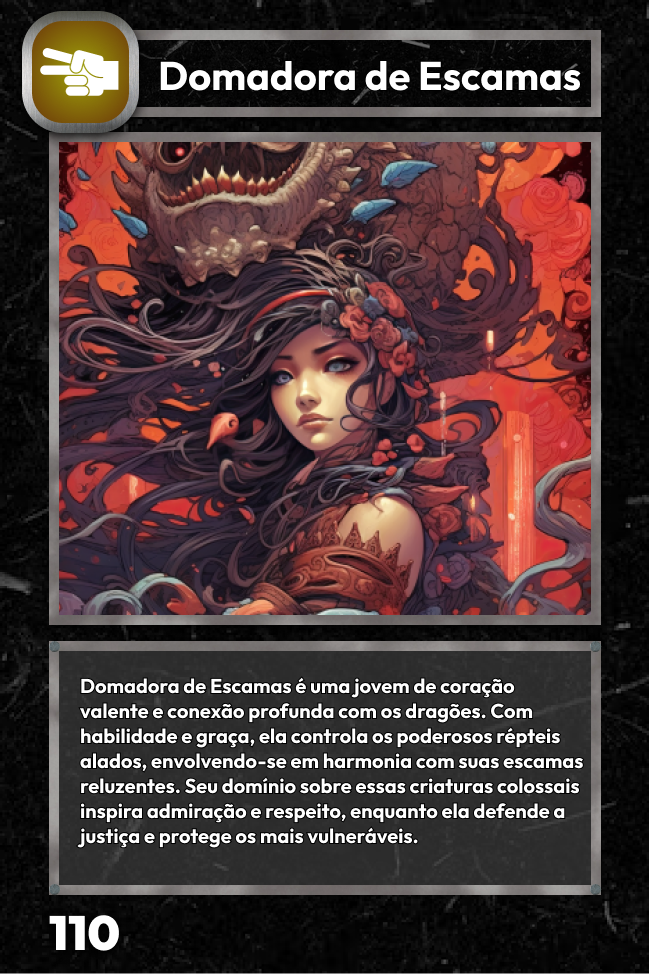 Domadora de Escamas
Domadora de Escamas é uma jovem de coração
valente e conexão profunda com os dragões. Com
habilidade e graça, ela controla os poderosos répteis
alados, envolvendo-se em harmonia com suas escamas
reluzentes. Seu domínio sobre essas criaturas colossais
inspira admiração e respeito, enquanto ela defende a
justiça e protege os mais vulneráveis.
110